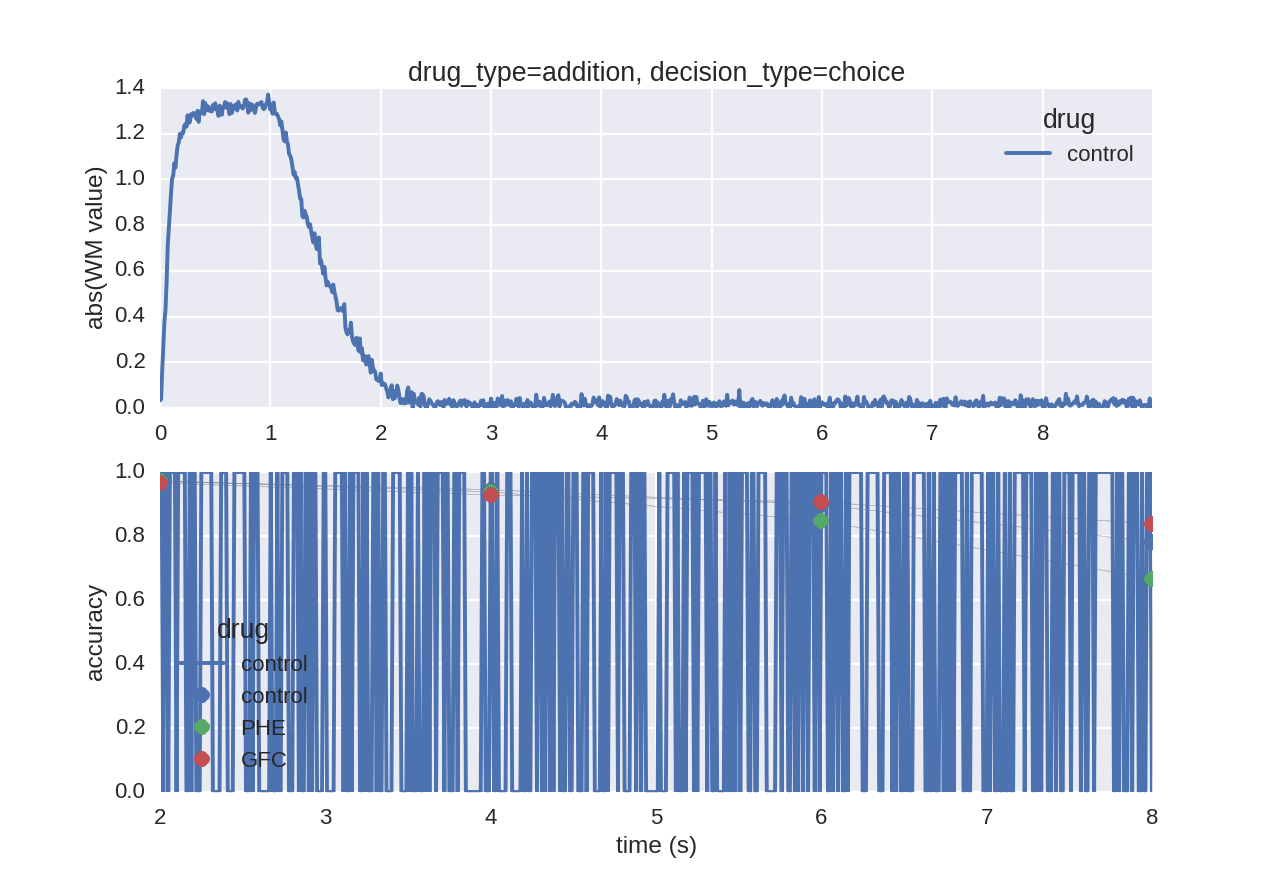 drug_type=addition, decision_type=choice
1.4
1.2
1.0
0.8
0.6
0.4
0.2
0.0
abs(WM value)
drug
control
0 1 2 3 4 5 6 7 8
1.0
0.8
0.6
0.4
0.2
0.0
accuracy
drug
control
control
PHE
GFC
2 3 4 5 6 7 8
time (s)